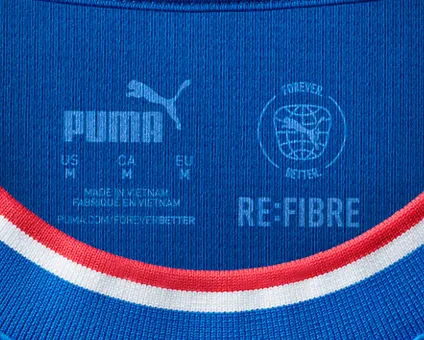 PUMA
US CA EU
M M M
MADE IN VIETNAM
FABRIQUÉ EN VIETNAM
PUMA.COM/FOREVERBETTER
FOREVER.
BETTER.
RE:FIBRE